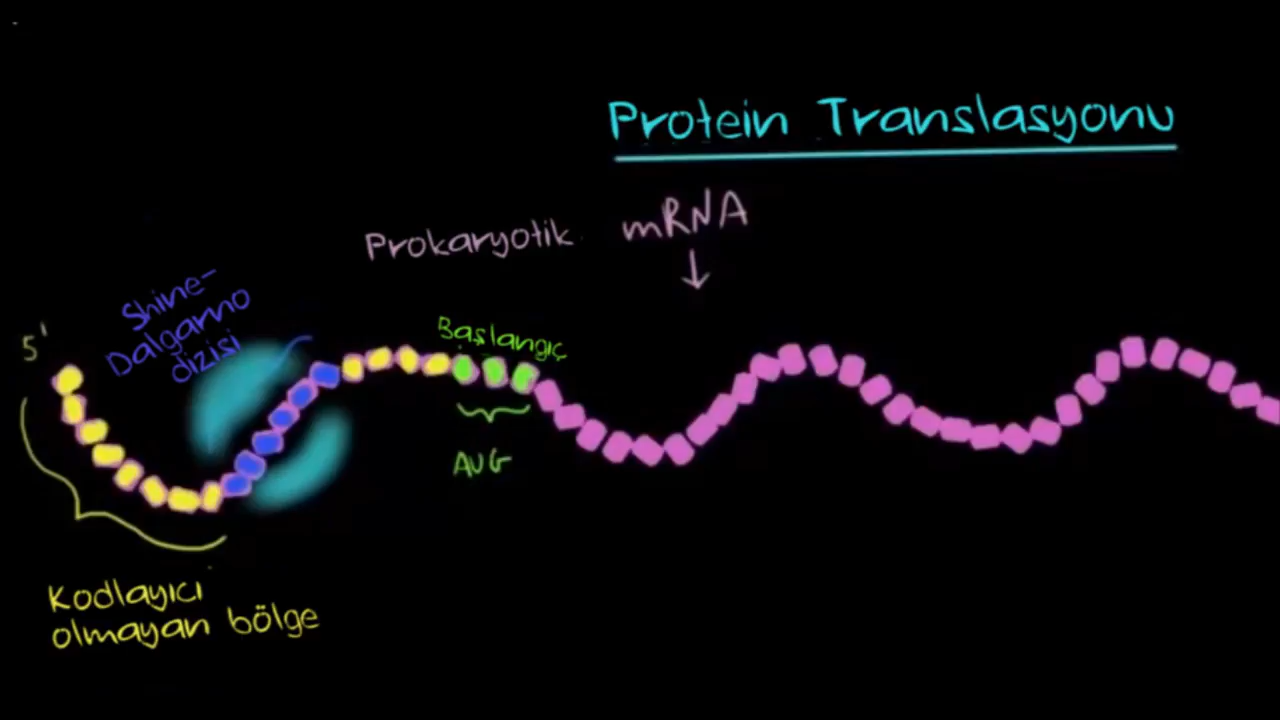 Protein Translasyonu
Prokaryotik mRNA
Shine-
Dalgarno
dizisi
5'
Başlangıç
AUG
Kodlayıcı
olmayan bölge